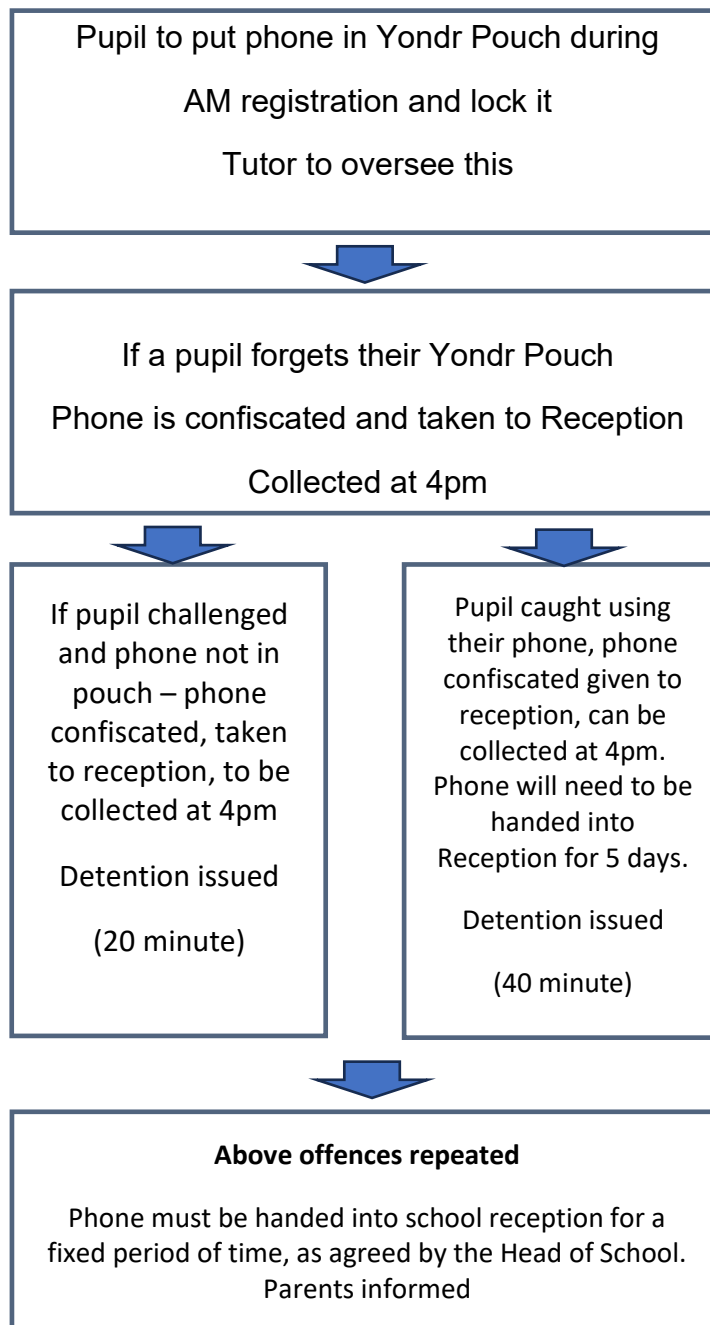 Pupil to put phone in Yondr Pouch during
AM registration and lock it
Tutor to oversee this
If a pupil forgets their Yondr Pouch
Phone is confiscated and taken to Reception
Collected at 4pm
If pupil challenged
and phone not in
pouch – phone
confiscated, taken
to reception, to be
collected at 4pm
Detention issued
(20 minute)
Pupil caught using
their phone, phone
confiscated given to
reception, can be
collected at 4pm.
Phone will need to be
handed into
Reception for 5 days.
Detention issued
(40 minute)
Above offences repeated
Phone must be handed into school reception for a
fixed period of time, as agreed by the Head of School.
Parents informed